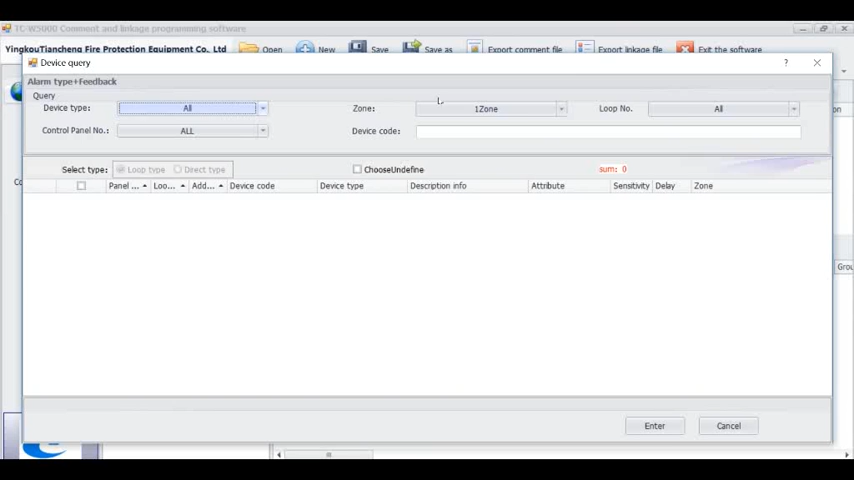 TC-W5000 Comment and linkage programming software
YingkouTiancheng Fire Protection Equipment Co., Ltd
Open
New
Save
Save as
Export comment file
Export linkage file
Exit the software
Device query
?
Alarm type+Feedback
Query
Device type: All
Zone: 1Zone
Loop No. All
Control Panel No.: ALL
Device code:
Select type: Loop type Direct type
ChooseUndefine
sum: 0
Panel ... Loo... Add... Device code Device type Description info Attribute Sensitivity Delay Zone
Grou
Enter
Cancel